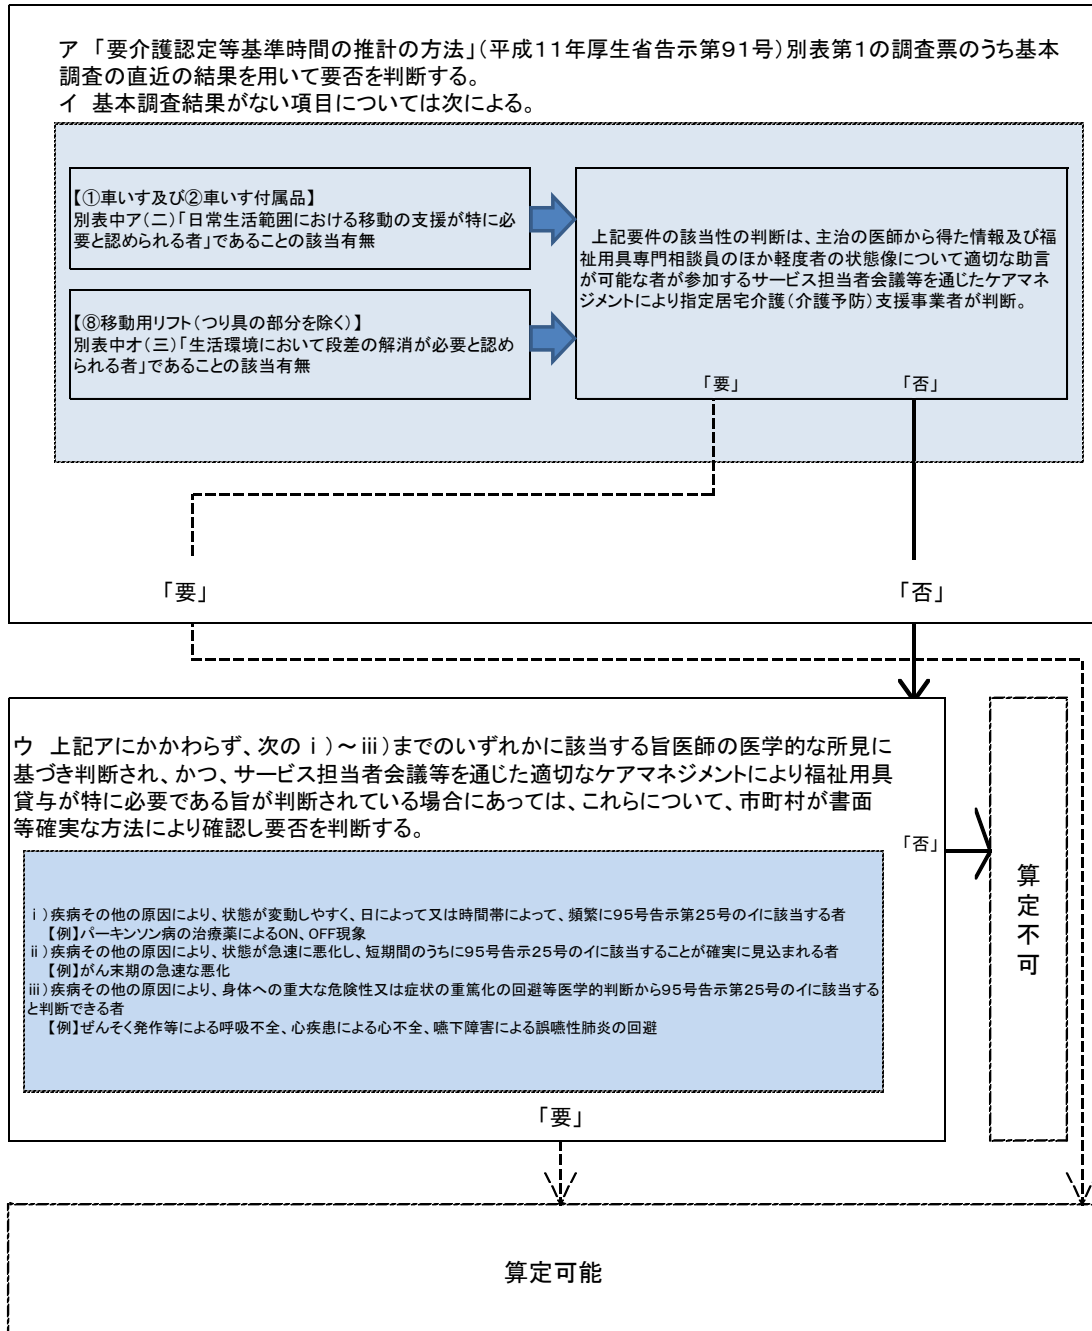 ア　「要介護認定等基準時間の推計の方法」（平成１１年厚生省告示第９１号）別表第１の調査票のうち基本
調査の直近の結果を用いて要否を判断する。
イ　基本調査結果がない項目については次による。
【①車いす及び②車いす付属品】
別表中ア（二）「日常生活範囲における移動の支援が特に必
要と認められる者」であることの該当有無
【⑧移動用リフト（つり具の部分を除く）】
別表中オ（三）「生活環境において段差の解消が必要と認め
られる者」であることの該当有無
上記要件の該当性の判断は、主治の医師から得た情報及び福
祉用具専門相談員のほか軽度者の状態像について適切な助言
が可能な者が参加するサービス担当者会議等を通じたケアマネ
ジメントにより指定居宅介護（介護予防）支援事業者が判断。
「要」
「否」
「要」
「否」
ウ　上記アにかかわらず、次のⅰ）～ⅲ）までのいずれかに該当する旨医師の医学的な所見に
基づき判断され、かつ、サービス担当者会議等を通じた適切なケアマネジメントにより福祉用具
貸与が特に必要である旨が判断されている場合にあっては、これらについて、市町村が書面
等確実な方法により確認し要否を判断する。
「否」
ⅰ）疾病その他の原因により、状態が変動しやすく、日によって又は時間帯によって、頻繁に９５号告示第２５号のイに該当する者
【例】パーキンソン病の治療薬によるON、OFF現象
ⅱ）疾病その他の原因により、状態が急速に悪化し、短期間のうちに９５号告示２５号のイに該当することが確実に見込まれる者
【例】がん末期の急速な悪化
ⅲ）疾病その他の原因により、身体への重大な危険性又は症状の重篤化の回避等医学的判断から９５号告示第２５号のイに該当する
と判断できる者
【例】ぜんそく発作等による呼吸不全、心疾患による心不全、嚥下障害による誤嚥性肺炎の回避
「要」
算定不可
算定可能